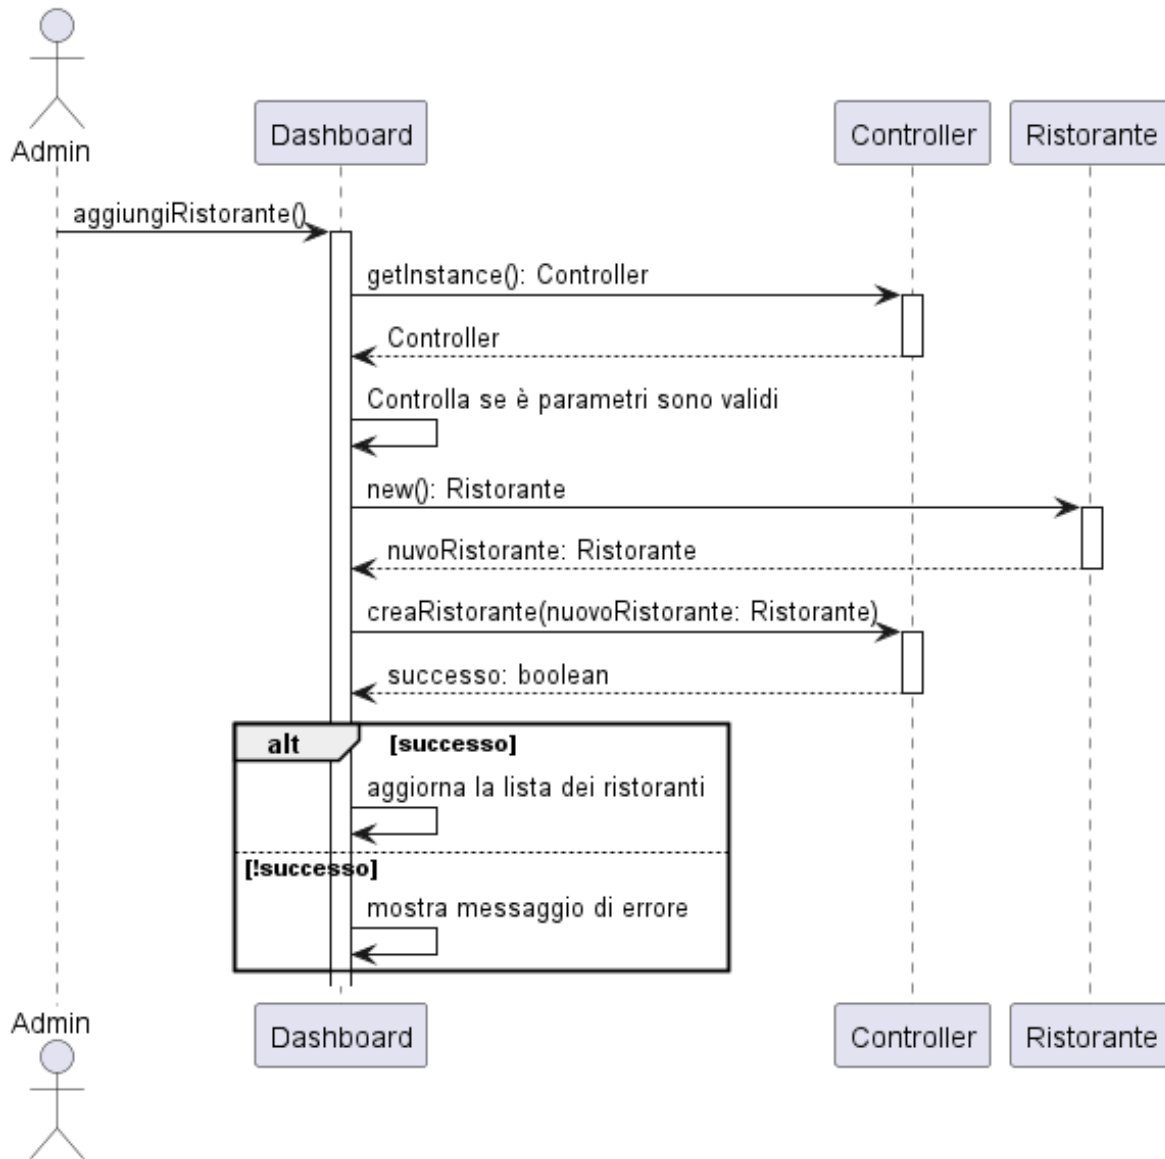 Admin
Dashboard
Controller
Ristorante
aggiungiRistorante()
getInstance(): Controller
Controller
Controlla se è parametri sono validi
new(): Ristorante
nuvoRistorante: Ristorante
creaRistorante(nuovoRistorante: Ristorante)
successo: boolean
alt
[successo]
aggiorna la lista dei ristoranti
[!successo]
mostra messaggio di errore
Admin
Dashboard
Controller
Ristorante